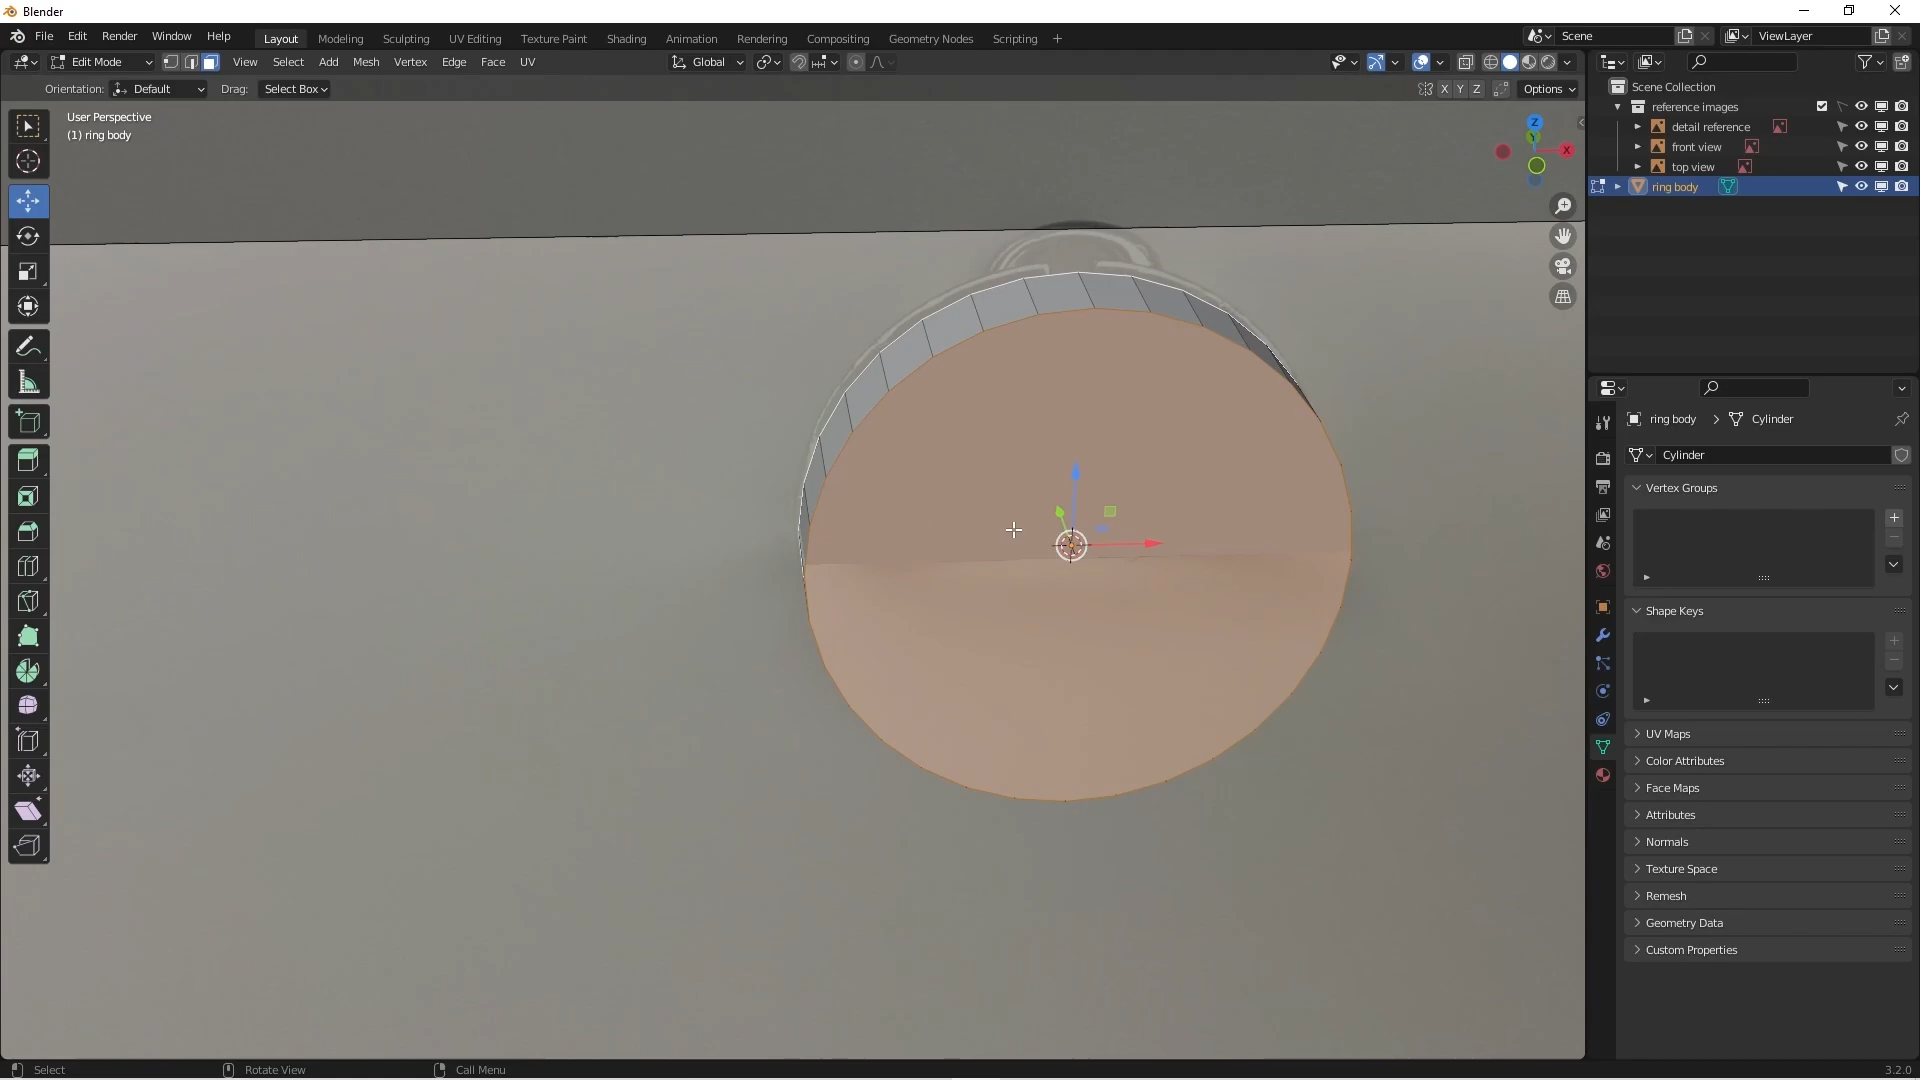 Blender
File Edit Render Window Help Layout Modeling Sculpting UV Editing Texture Paint Shading Animation Rendering Compositing Geometry Nodes Scripting + Scene ViewLayer
Edit Mode View Select Add Mesh Vertex Edge Face UV Global
Orientation: Default Drag: Select Box X Y Z Options
User Perspective
(1) ring body
Z
Y
X
Scene Collection
reference images
detail reference
front view
top view
ring body
ring body > Cylinder
Cylinder
Vertex Groups
Shape Keys
UV Maps
Color Attributes
Face Maps
Attributes
Normals
Texture Space
Remesh
Geometry Data
Custom Properties
Select Rotate View Call Menu 3.2.0